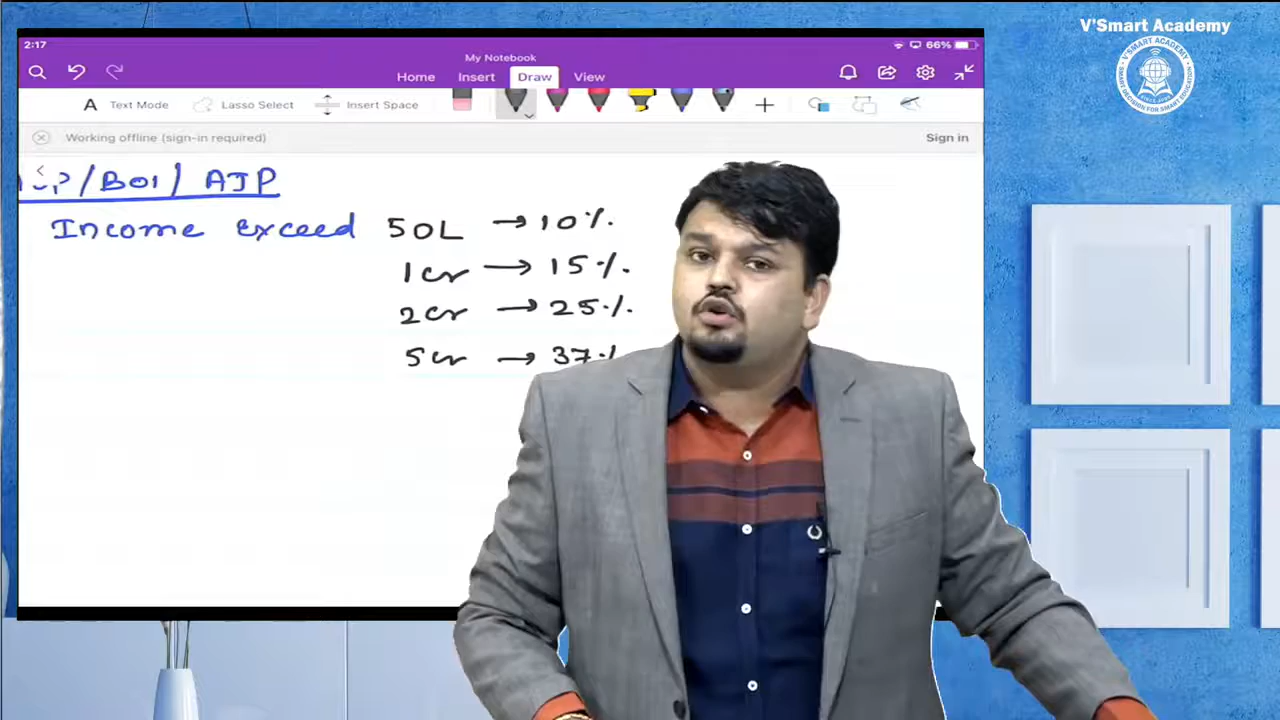 V'Smart Academy
2:17
66%
My Notebook
Home Insert Draw View
Text Mode Lasso Select Insert Space
Working offline (sign-in required) Sign in
/BOI/ AJP
Income exceed 50L → 10%.
1cr → 15%.
2cr → 25%.
5cr → 37%